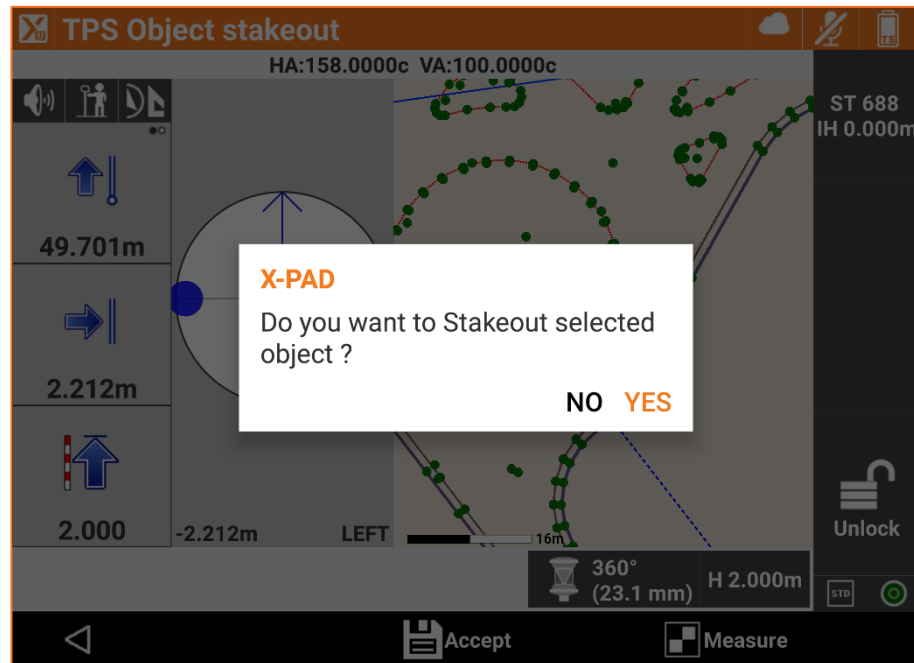 TPS Object stakeout
HA:158.0000c VA:100.0000c
ST 688
IH 0.000m
49.701m
2.212m
2.000
-2.212m
LEFT
16m
X-PAD
Do you want to Stakeout selected
object ?
NO YES
Unlock
360°
(23.1 mm)
H 2.000m
STD
Accept
Measure
TS